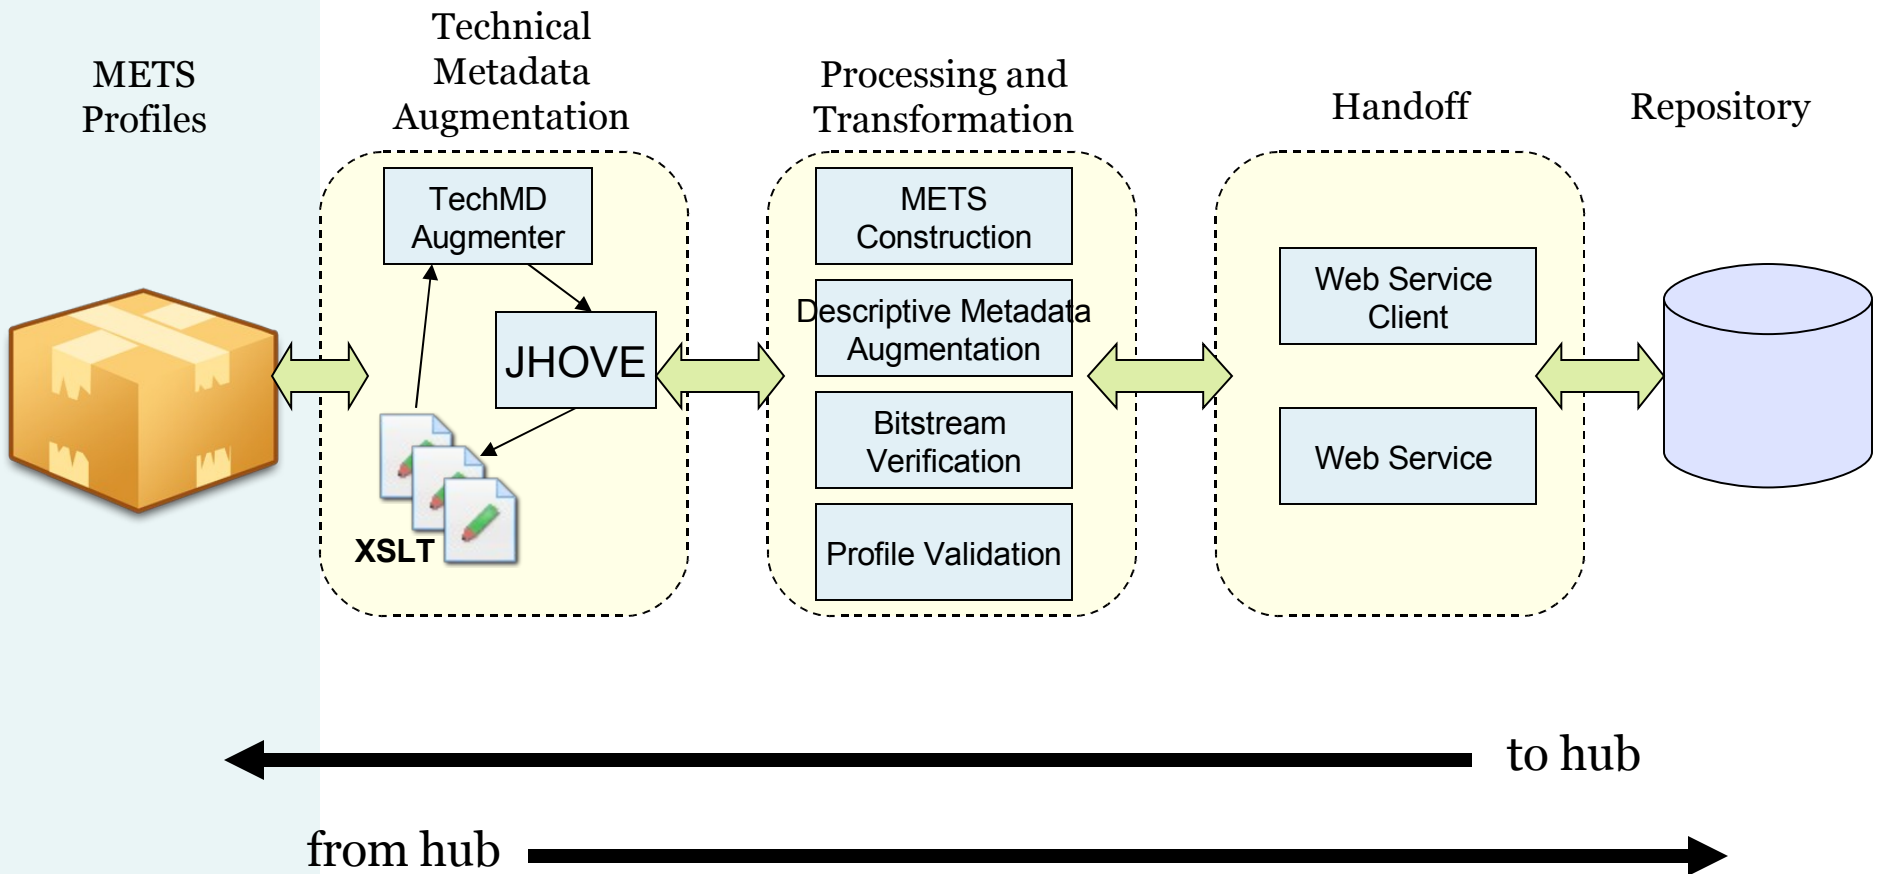 METS
Profiles
Technical
Metadata
Augmentation
Processing and
Transformation
Handoff
Repository
TechMD
Augmenter
JHOVE
XSLT
METS
Construction
Descriptive Metadata
Augmentation
Bitstream
Verification
Profile Validation
Web Service
Client
Web Service
to hub
from hub